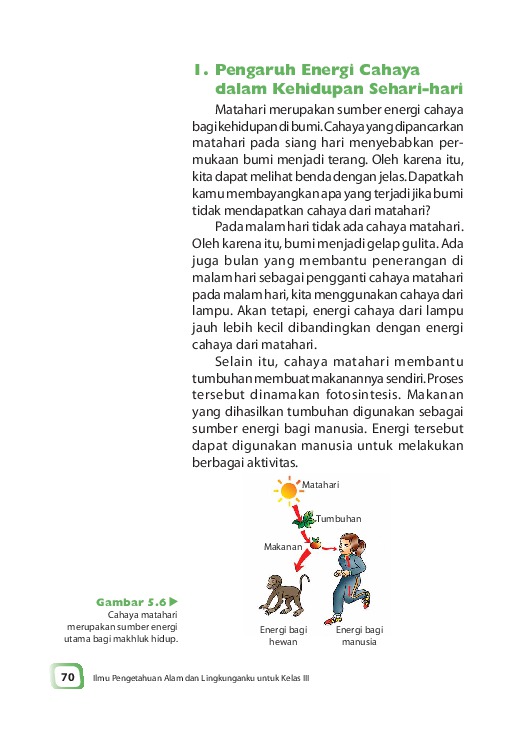 1. Pengaruh Energi Cahaya
dalam Kehidupan Sehari-hari
Matahari merupakan sumber energi cahaya
bagi kehidupan di bumi. Cahaya yang dipancarkan
matahari pada siang hari menyebabkan per-
mukaan bumi menjadi terang. Oleh karena itu,
kita dapat melihat benda dengan jelas. Dapatkah
kamu membayangkan apa yang terjadi jika bumi
tidak mendapatkan cahaya dari matahari?
Pada malam hari tidak ada cahaya matahari.
Oleh karena itu, bumi menjadi gelap gulita. Ada
juga bulan yang membantu penerangan di
malam hari sebagai pengganti cahaya matahari
pada malam hari, kita menggunakan cahaya dari
lampu. Akan tetapi, energi cahaya dari lampu
jauh lebih kecil dibandingkan dengan energi
cahaya dari matahari.
Selain itu, cahaya matahari membantu
tumbuhan membuat makanannya sendiri. Proses
tersebut dinamakan fotosintesis. Makanan
yang dihasilkan tumbuhan digunakan sebagai
sumber energi bagi manusia. Energi tersebut
dapat digunakan manusia untuk melakukan
berbagai aktivitas.
Matahari
Tumbuhan
Makanan
Energi bagi
hewan
Energi bagi
manusia
Gambar 5.6
Cahaya matahari
merupakan sumber energi
utama bagi makhluk hidup.
70 Ilmu Pengetahuan Alam dan Lingkunganku untuk Kelas III